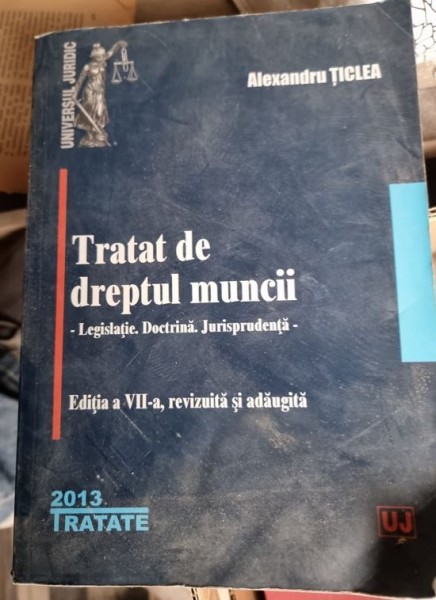 UNIVERSUL JURIDIC
Alexandru ȚICLEA
Tratat de
dreptul muncii
- Legislație. Doctrină. Jurisprudență -
Ediția a VII-a, revizuită și adăugită
2013
TRATATE
UJ